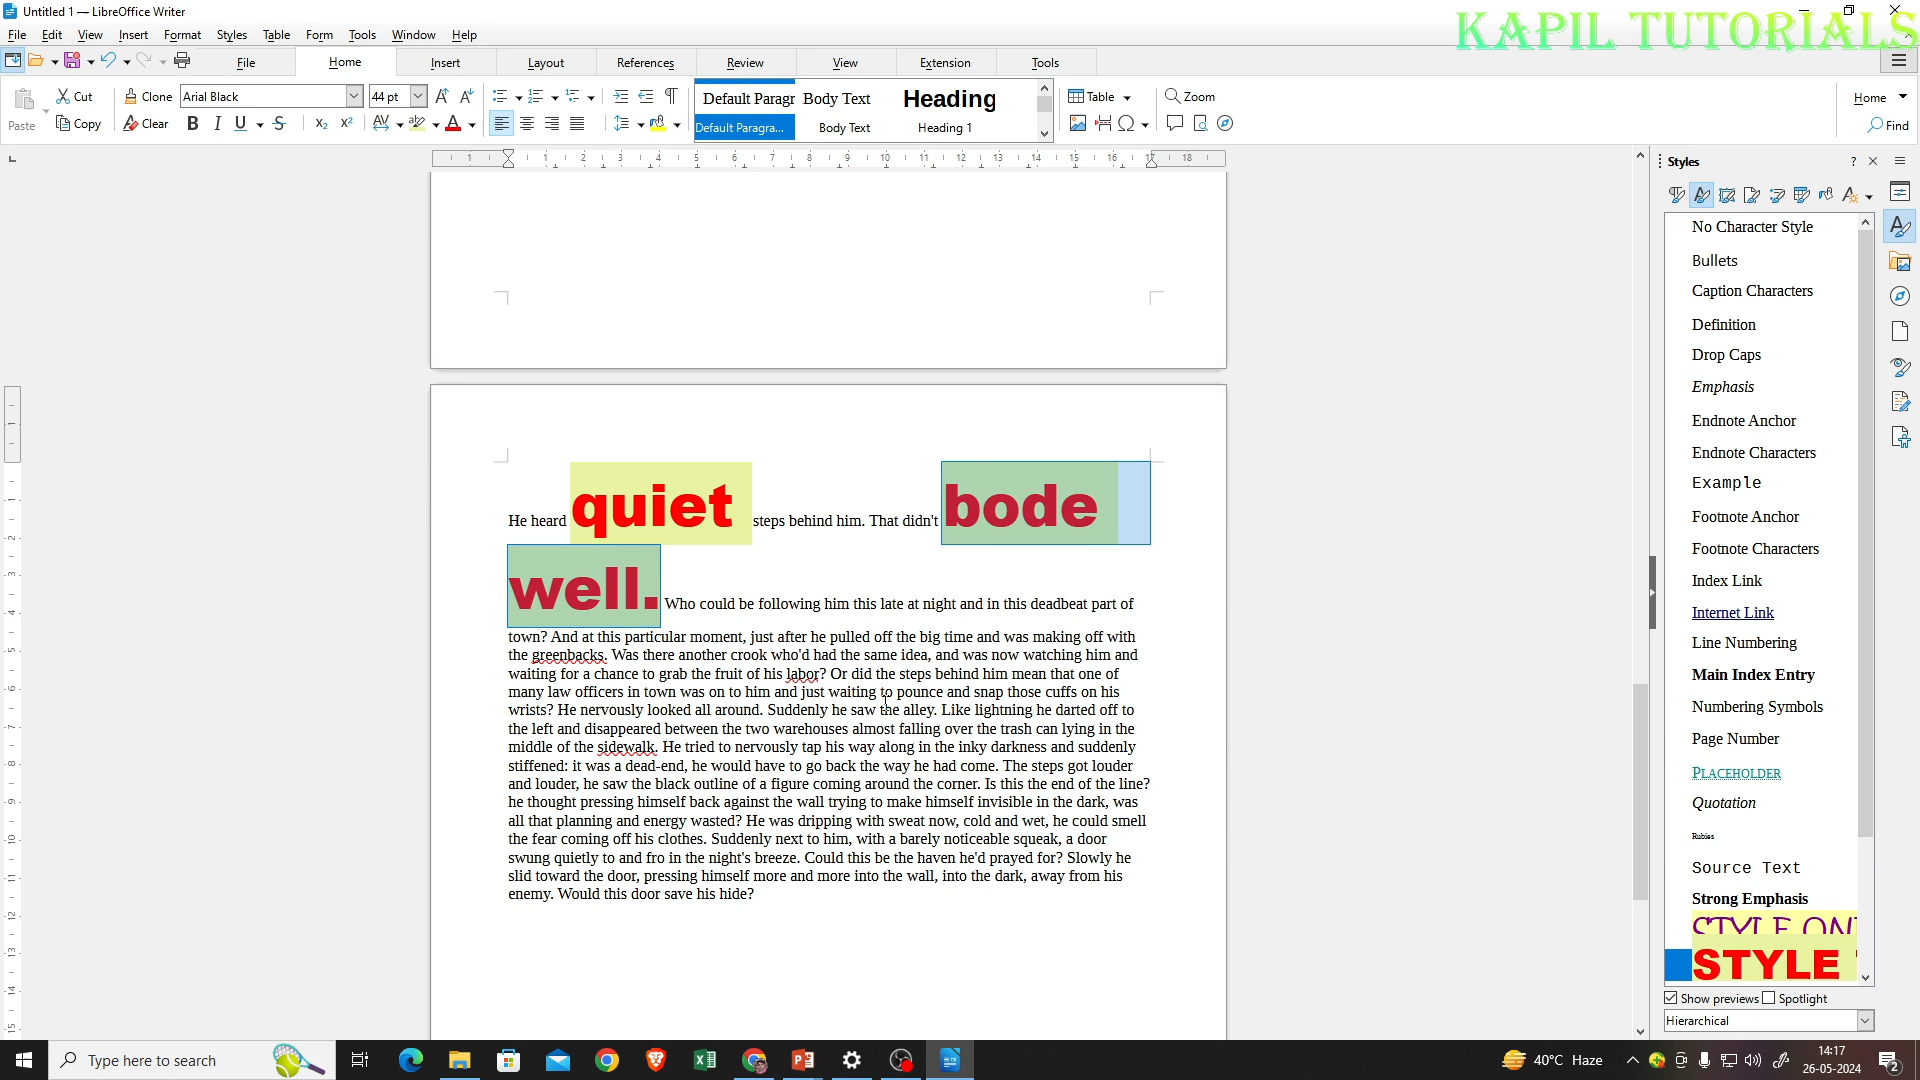 Untitled 1 — LibreOffice Writer
KAPIL TUTORIALS
File Edit View Insert Format Styles Table Form Tools Window Help
File Home Insert Layout References Review View Extension Tools
Paste Cut Clone Arial Black 44 pt Default Paragr Body Text Heading Table Zoom Home
Copy Clear Default Paragra... Body Text Heading 1 Find
1 1 2 3 4 5 6 7 8 9 10 11 12 13 14 15 16 17 18
Styles
No Character Style
Bullets
Caption Characters
Definition
Drop Caps
Emphasis
Endnote Anchor
Endnote Characters
Example
Footnote Anchor
Footnote Characters
Index Link
Internet Link
Line Numbering
Main Index Entry
Numbering Symbols
Page Number
PLACEHOLDER
Quotation
Rubies
Source Text
Strong Emphasis
STYLE
Show previews Spotlight
Hierarchical
He heard quiet steps behind him. That didn't bode
well. Who could be following him this late at night and in this deadbeat part of
town? And at this particular moment, just after he pulled off the big time and was making off with
the greenbacks. Was there another crook who'd had the same idea, and was now watching him and
waiting for a chance to grab the fruit of his labor? Or did the steps behind him mean that one of
many law officers in town was on to him and just waiting to pounce and snap those cuffs on his
wrists? He nervously looked all around. Suddenly he saw the alley. Like lightning he darted off to
the left and disappeared between the two warehouses almost falling over the trash can lying in the
middle of the sidewalk. He tried to nervously tap his way along in the inky darkness and suddenly
stiffened: it was a dead-end, he would have to go back the way he had come. The steps got louder
and louder, he saw the black outline of a figure coming around the corner. Is this the end of the line?
he thought pressing himself back against the wall trying to make himself invisible in the dark, was
all that planning and energy wasted? He was dripping with sweat now, cold and wet, he could smell
the fear coming off his clothes. Suddenly next to him, with a barely noticeable squeak, a door
swung quietly to and fro in the night's breeze. Could this be the haven he'd prayed for? Slowly he
slid toward the door, pressing himself more and more into the wall, into the dark, away from his
enemy. Would this door save his hide?
Type here to search 40°C Haze 14:17
26-05-2024 2